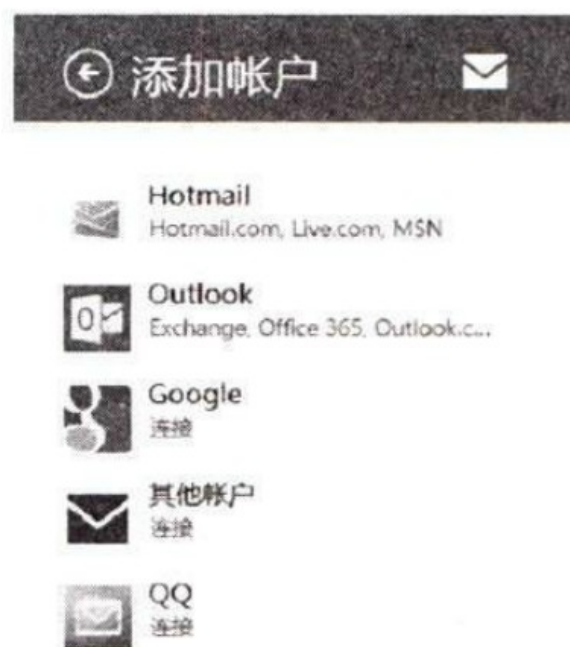 添加帐户
Hotmail
Hotmail.com, Live.com, MSN
Outlook
Exchange, Office 365, Outlook.c...
Google
连接
其他帐户
连接
QQ
连接